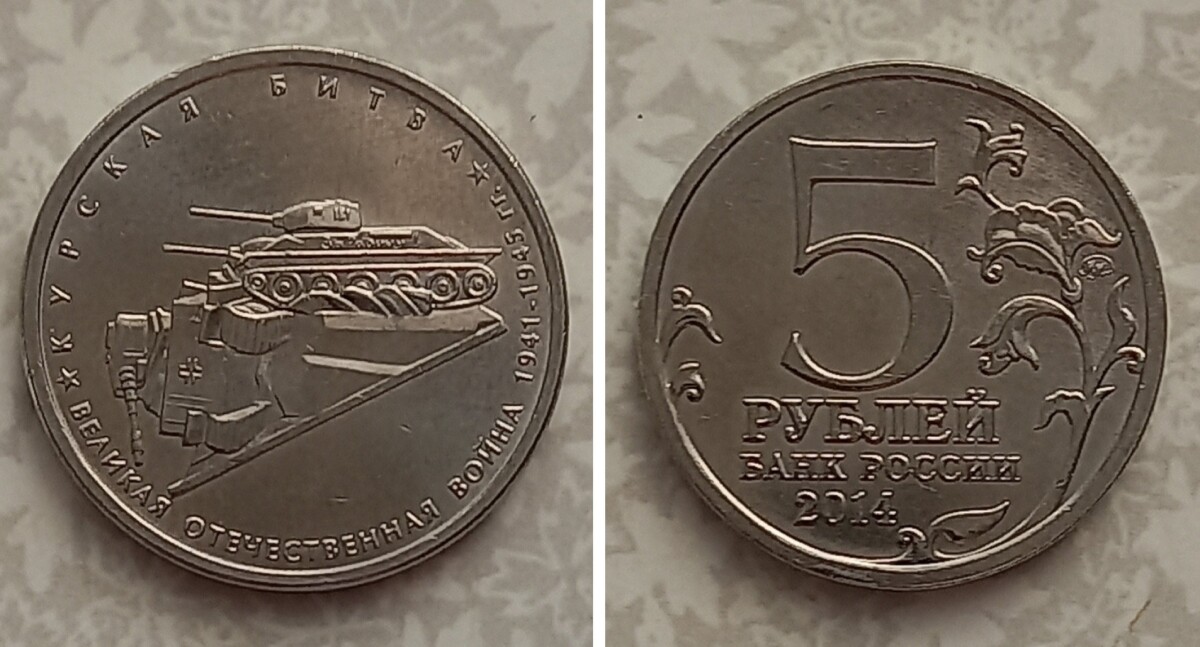 ★ КУРСКАЯ БИТВА ★
ВЕЛИКАЯ ОТЕЧЕСТВЕННАЯ ВОЙНА 1941-1945 ГГ.
5
РУБЛЕЙ
БАНК РОССИИ
2014